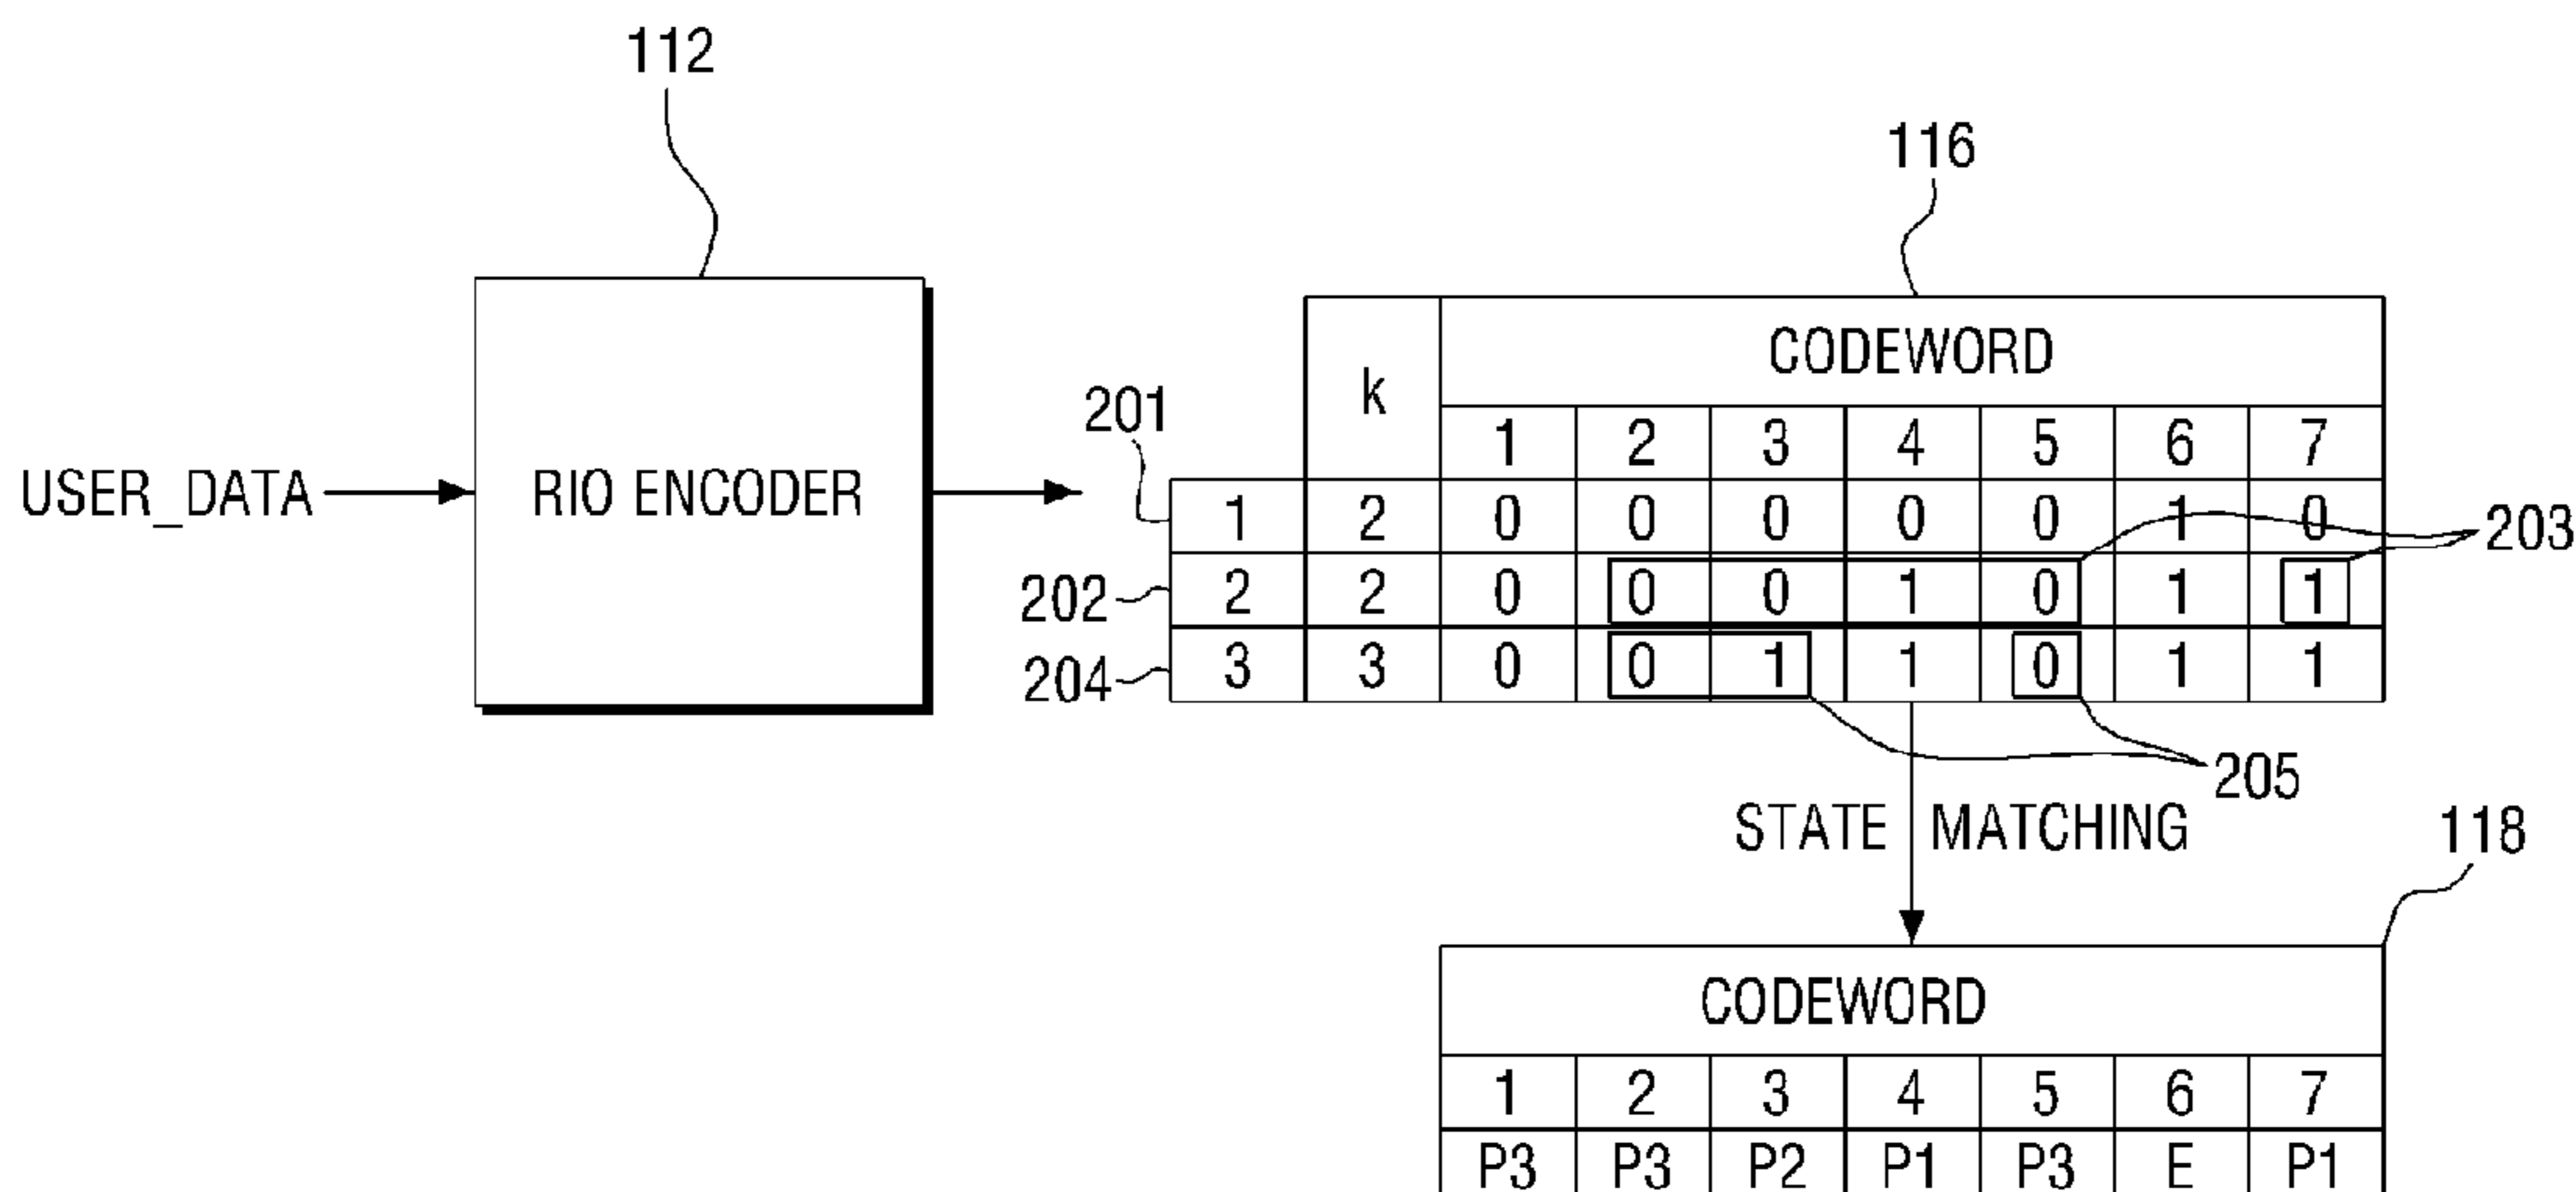 112
116
CODEWORD
k
201
1 2 3 4 5 6 7
USER_DATA
RIO ENCODER
1 2 0 0 0 0 0 1 0
203
202
2 2 0 0 0 1 0 1 1
204
3 3 0 0 1 1 0 1 1
205
STATE MATCHING
118
CODEWORD
1 2 3 4 5 6 7
P3 P3 P2 P1 P3 E P1